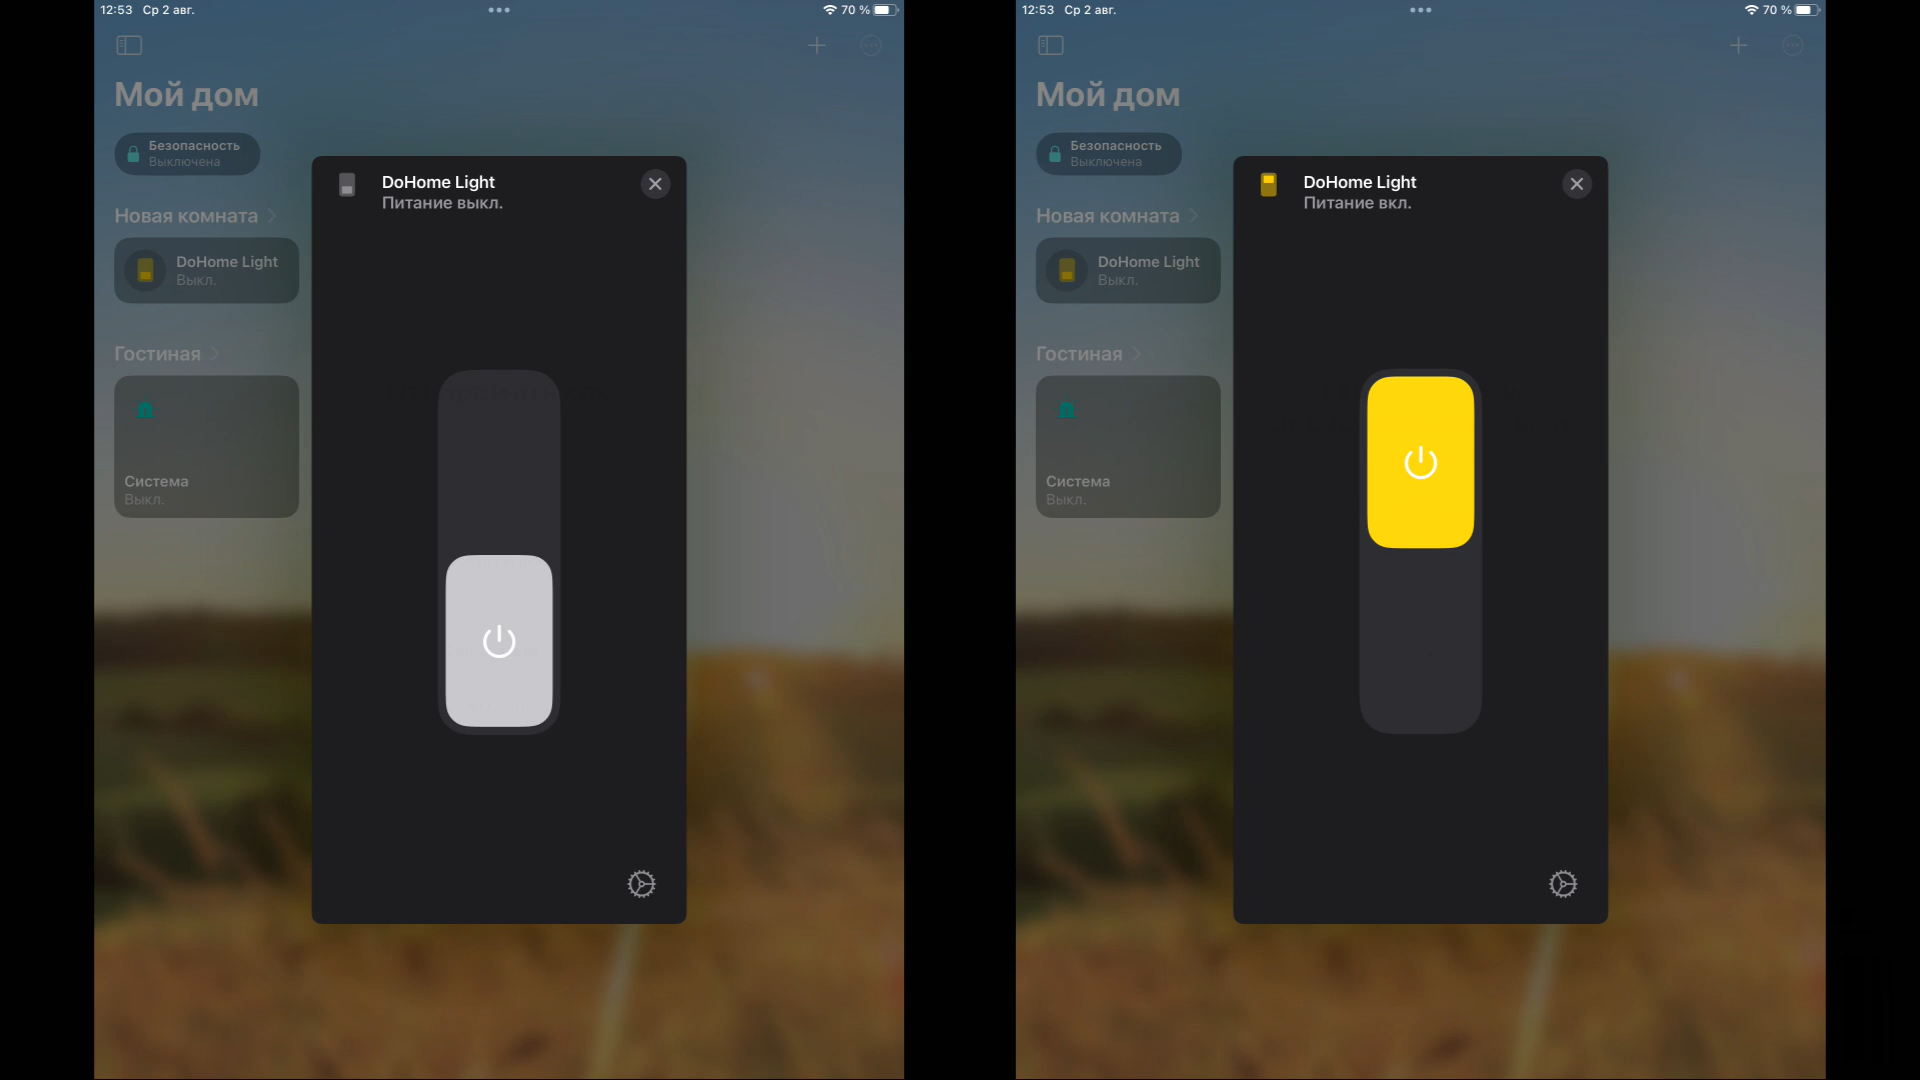 12:53 Ср 2 авг.
70 %
Мой дом
Безопасность
Выключена
Новая комната
DoHome Light
Выкл.
Гостиная
Система
Выкл.
DoHome Light
Питание выкл.
12:53 Ср 2 авг.
70 %
Мой дом
Безопасность
Выключена
Новая комната
DoHome Light
Выкл.
Гостиная
Система
Выкл.
DoHome Light
Питание вкл.